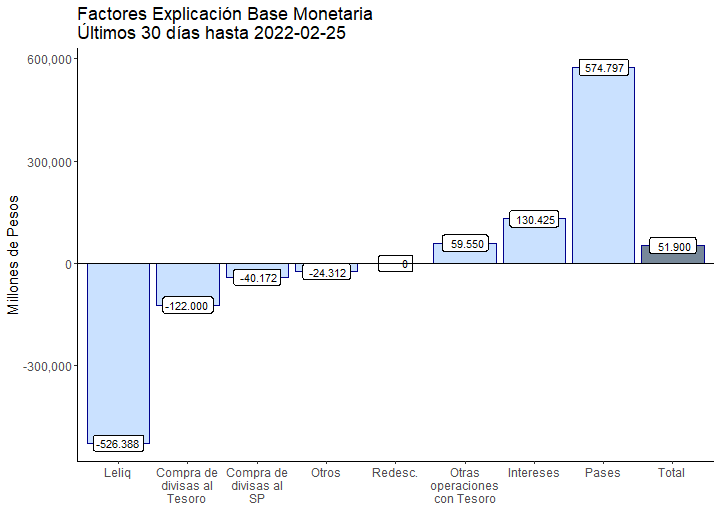 Factores Explicación Base Monetaria
Últimos 30 días hasta 2022-02-25
Millones de Pesos
600,000
300,000
0
-300,000
-526.388
-122.000
-40.172
-24.312
0
59.550
130.425
574.797
51.900
Leliq
Compra de
divisas al
Tesoro
Compra de
divisas al
SP
Otros
Redesc.
Otras
operaciones
con Tesoro
Intereses
Pases
Total